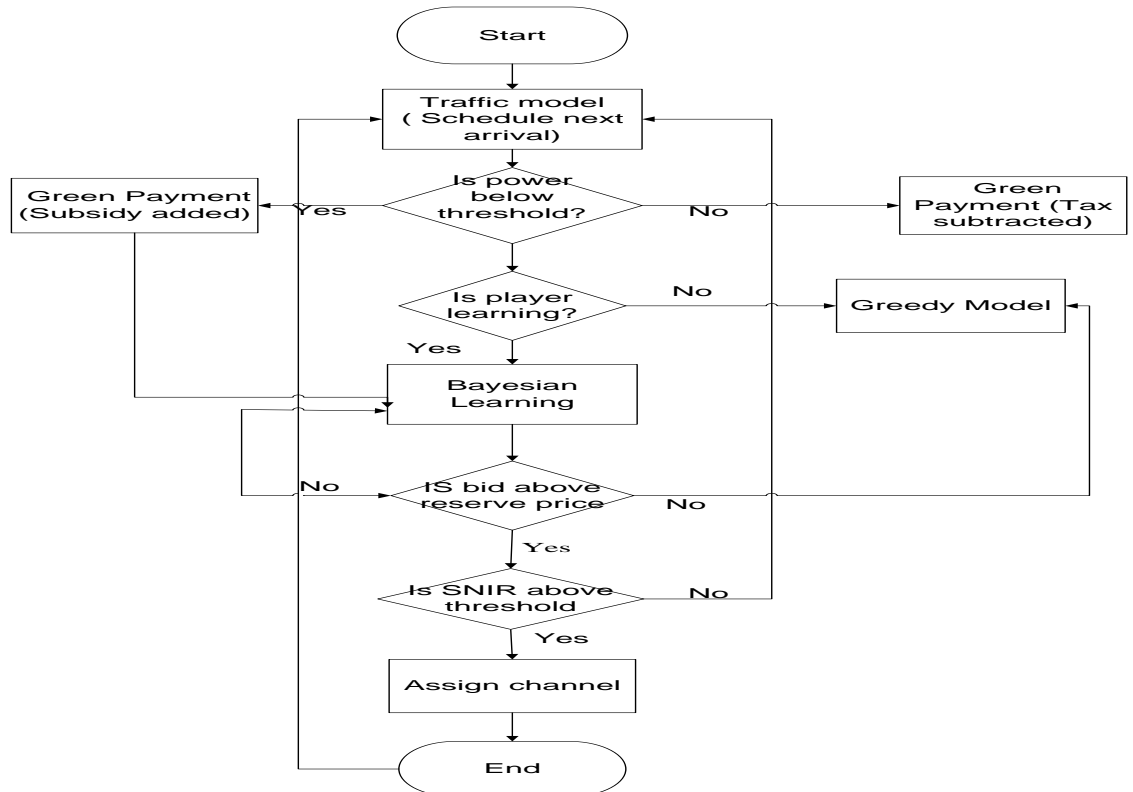 Start
Traffic model
( Schedule next
arrival)
Is power
below
threshold?
Green Payment
(Subsidy added)
Yes
No
Green
Payment (Tax
subtracted)
Is player
learning?
No
Greedy Model
Yes
Bayesian
Learning
No
IS bid above
reserve price
No
Yes
Is SNIR above
threshold
No
Yes
Assign channel
End